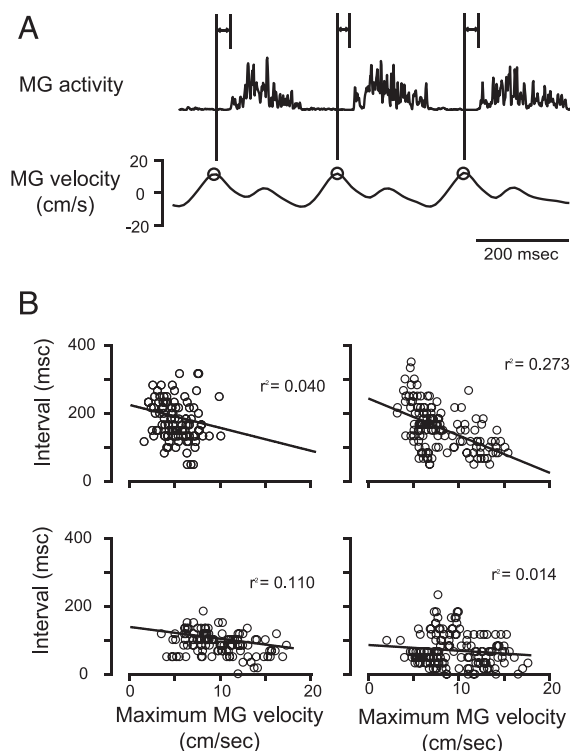 A
MG activity
MG velocity
(cm/s)
20
0
-20
200 msec
B
Interval (msc)
400
200
0
r²= 0.040
r²= 0.273
Interval (msc)
400
200
0
r²= 0.110
r²= 0.014
0 10 20
0 10 20
Maximum MG velocity
(cm/sec)
Maximum MG velocity
(cm/sec)